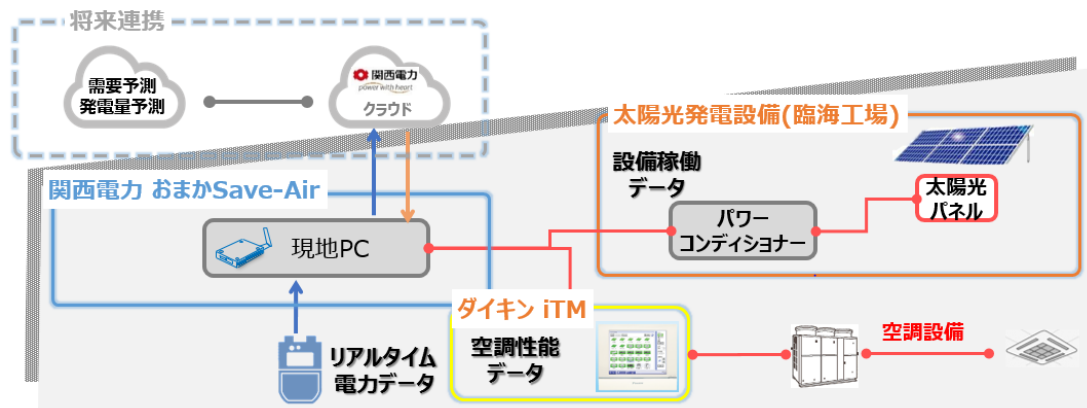 将来連携
需要予測
発電量予測
関西電力
power with heart
クラウド
太陽光発電設備(臨海工場)
設備稼働
データ
太陽光
パネル
パワー
コンディショナー
関西電力 おまかSave-Air
現地PC
ダイキン iTM
リアルタイム
電力データ
空調性能
データ
空調設備